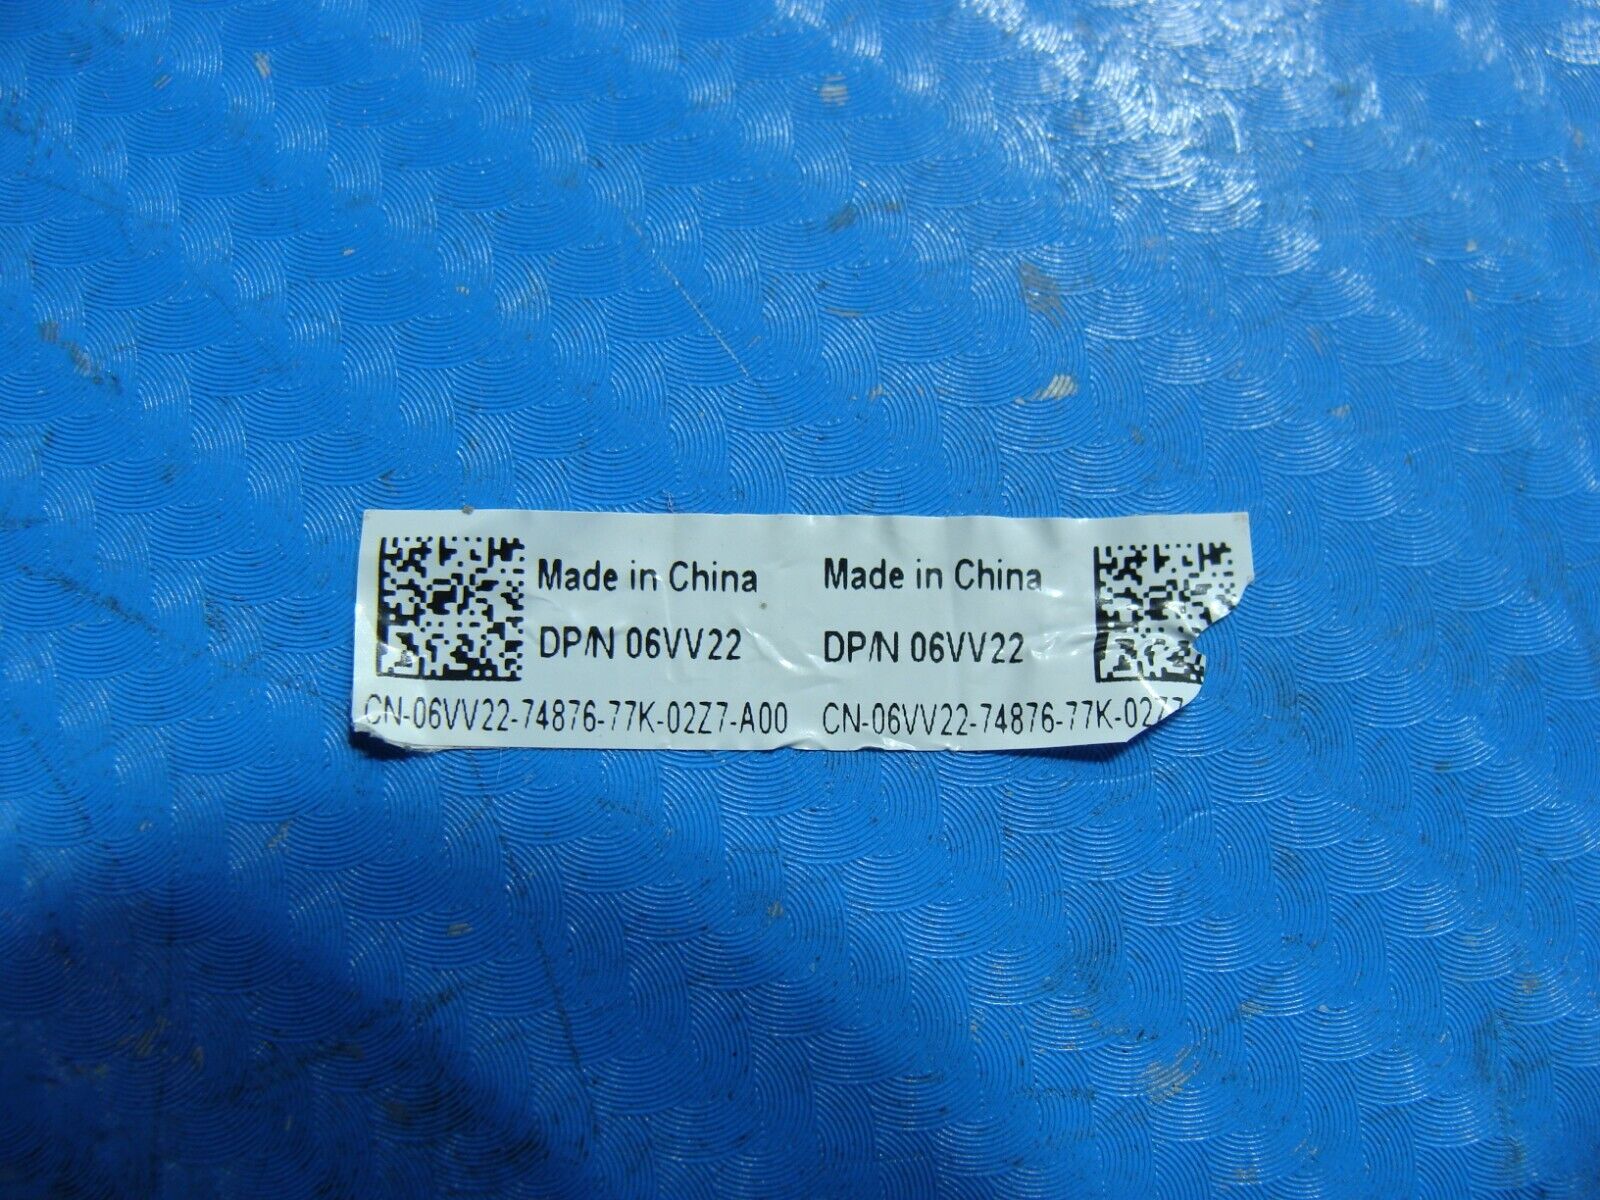 Made in China Made in China
DP/N 06VV22 DP/N 06VV22
CN-06VV22-74876-77K-02Z7-A00 CN-06VV22-74876-77K-02Z7